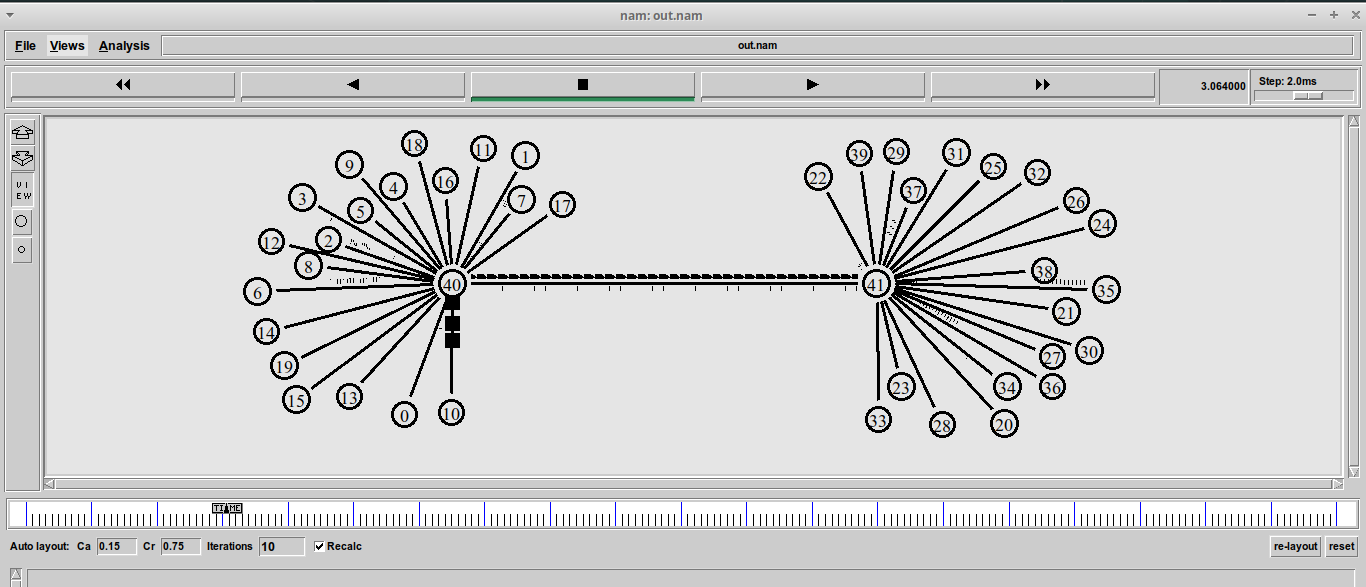 nam: out.nam
File Views Analysis out.nam
3.064000 Step: 2.0ms
VIEW
18 11 1
9 16
4
3 5 7 17
12 2
8
6 40
14
19
15 13 0 10
39 29 31
22 37 25 32
26
24
41 38 35
21
30
27
23 34 36
33 28 20
TIME
Auto layout: Ca 0.15 Cr 0.75 Iterations 10 Recalc re-layout reset